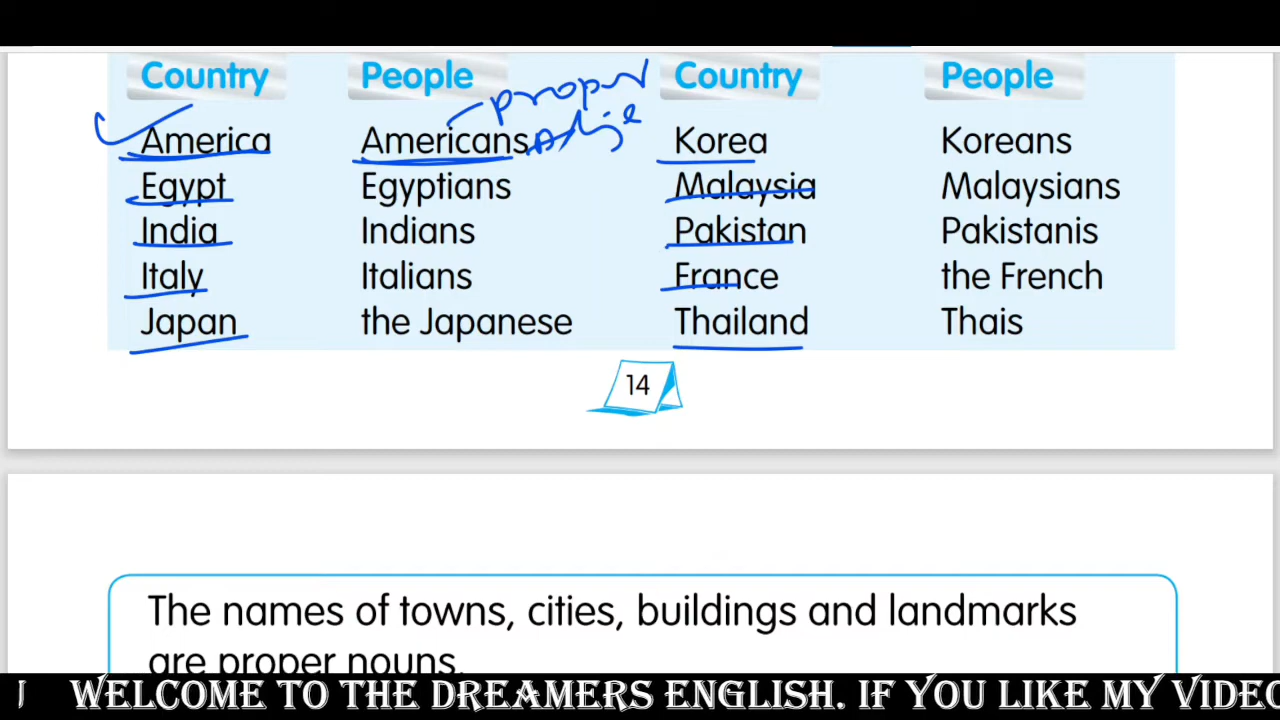 Country People Country People
proper
America Americans Adje Korea Koreans
Egypt Egyptians Malaysia Malaysians
India Indians Pakistan Pakistanis
Italy Italians France the French
Japan the Japanese Thailand Thais
14
The names of towns, cities, buildings and landmarks
are proper nouns.
WELCOME TO THE DREAMERS ENGLISH. IF YOU LIKE MY VIDEO